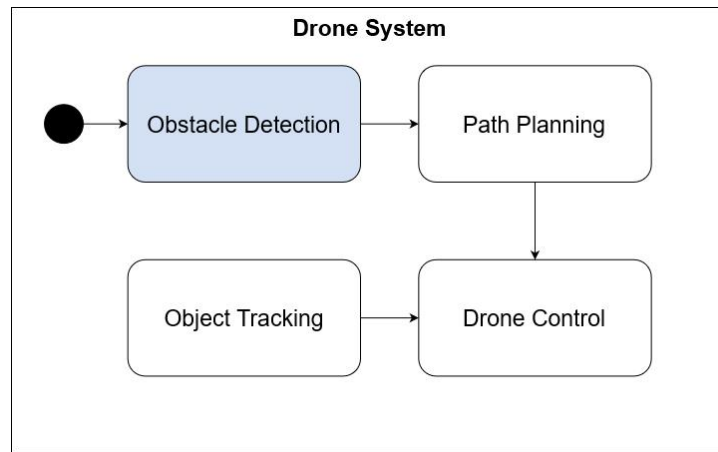 Drone System
Obstacle Detection
Path Planning
Object Tracking
Drone Control